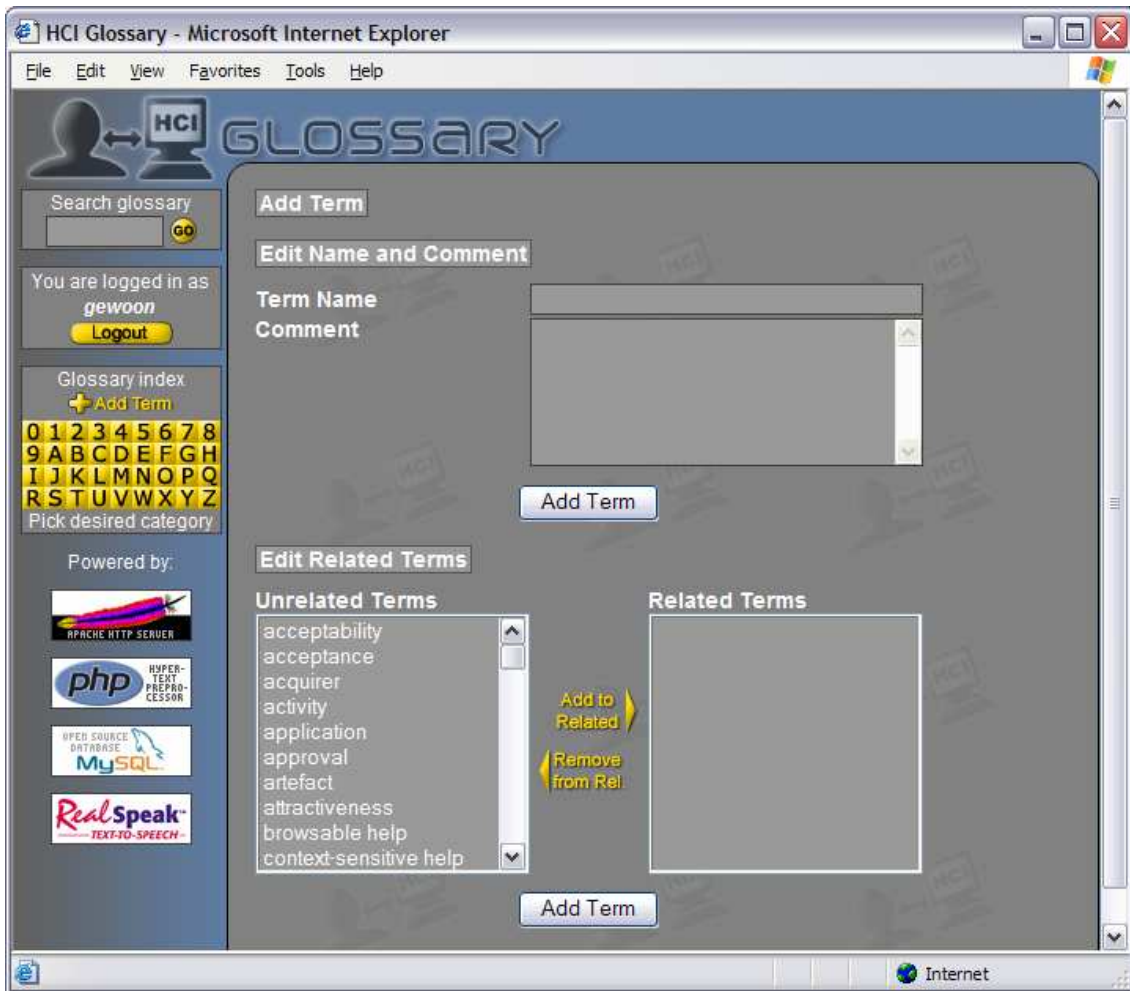 HCI Glossary - Microsoft Internet Explorer
File Edit View Favorites Tools Help
HCI GLOSSARY
Search glossary
GO
You are logged in as
gewoon
Logout
Glossary index
Add Term
0 1 2 3 4 5 6 7 8
9 A B C D E F G H
I J K L M N O P Q
R S T U V W X Y Z
Pick desired category
Powered by:
APACHE HTTP SERVER
php HYPER-
TEXT
PREPRO-
CESSOR
OPEN SOURCE
DATABASE
MySQL
RealSpeak™
TEXT-TO-SPEECH
Add Term
Edit Name and Comment
Term Name
Comment
Add Term
Edit Related Terms
Unrelated Terms
acceptability
acceptance
acquirer
activity
application
approval
artefact
attractiveness
browsable help
context-sensitive help
Add to
Related
Remove
from Rel
Related Terms
Add Term
Internet